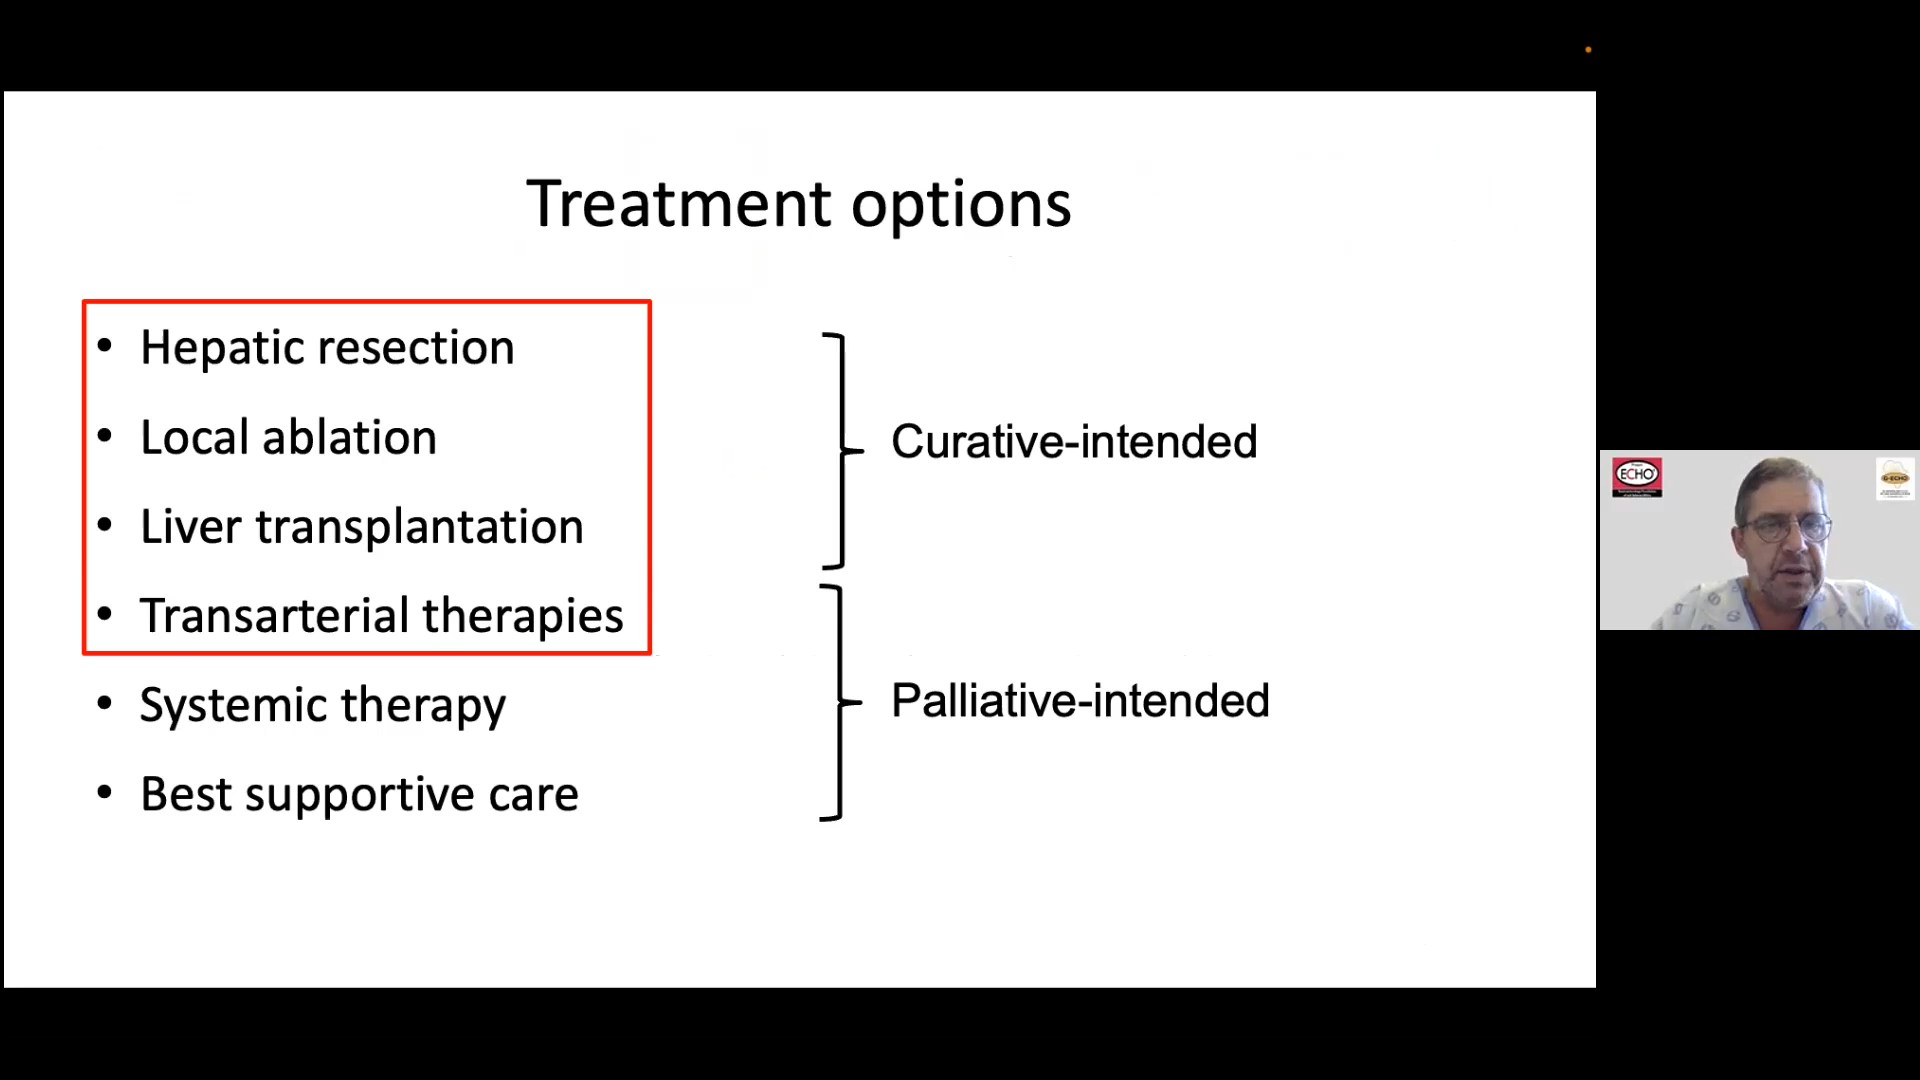 Treatment options
• Hepatic resection
• Local ablation
• Liver transplantation
• Transarterial therapies
• Systemic therapy
• Best supportive care
Curative-intended
Palliative-intended
ECHO